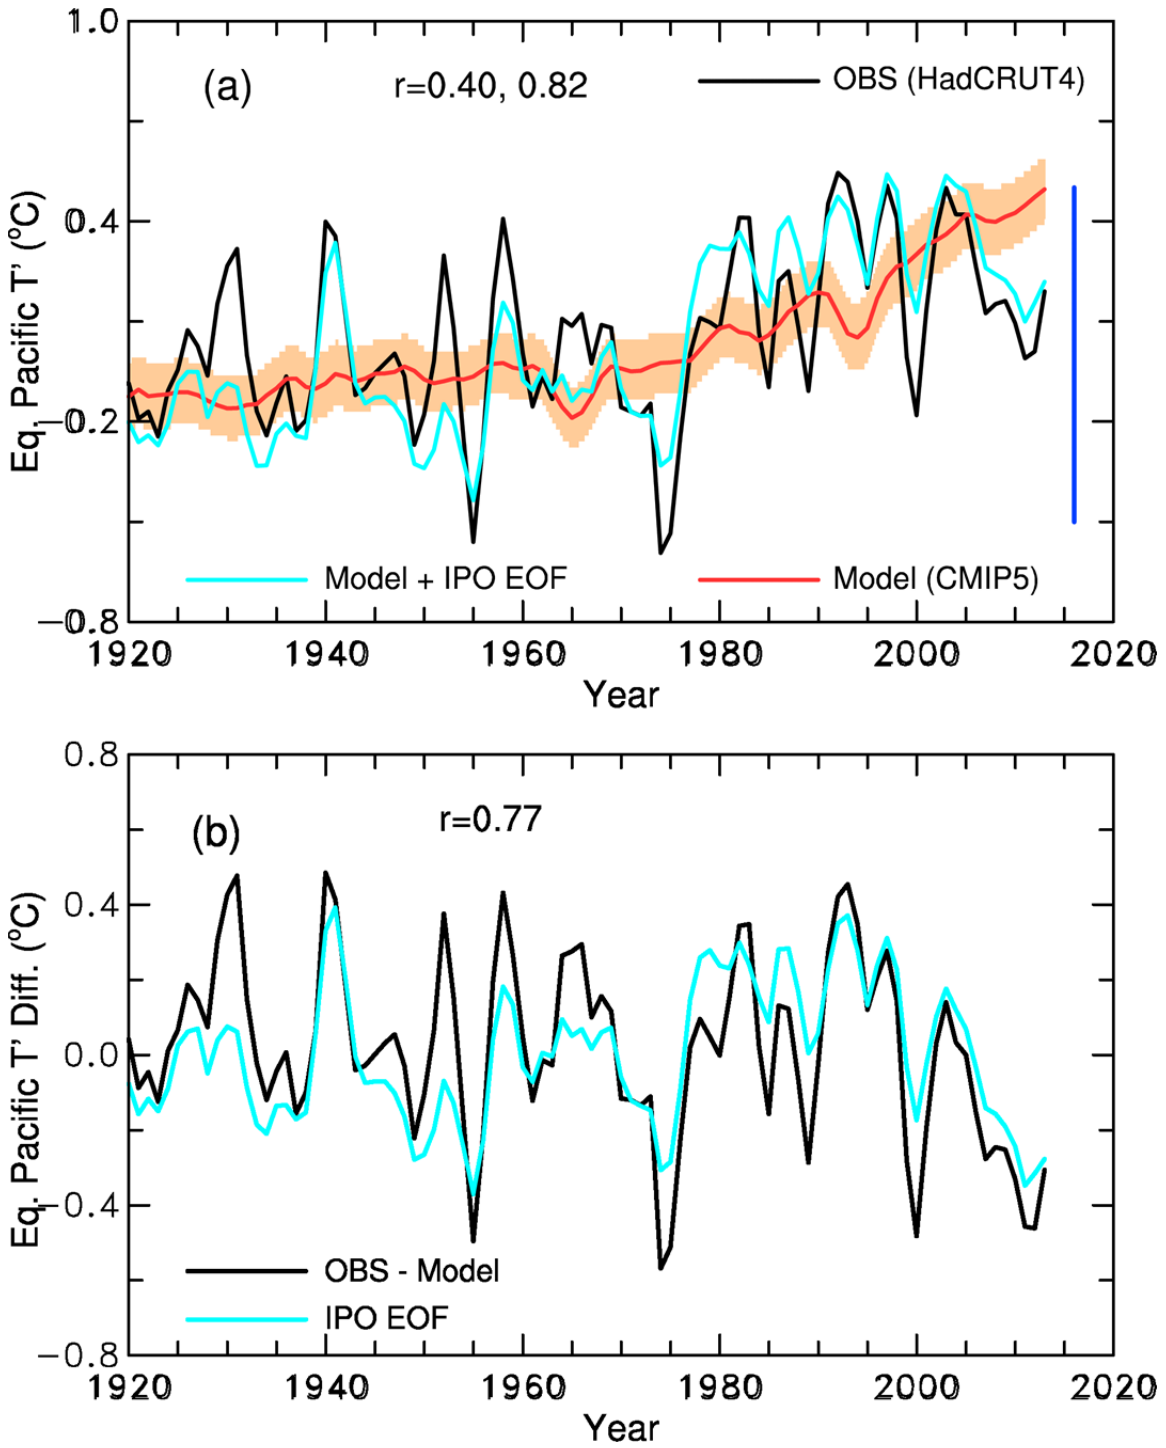 1.0
(a)
r=0.40, 0.82
OBS (HadCRUT4)
0.4
−0.2
−0.8
Eq. Pacific T' (ºC)
Model + IPO EOF
Model (CMIP5)
1920 1940 1960 1980 2000 2020
Year
0.8
(b)
r=0.77
0.4
0.0
−0.4
−0.8
Eq. Pacific T' Diff. (ºC)
OBS - Model
IPO EOF
1920 1940 1960 1980 2000 2020
Year